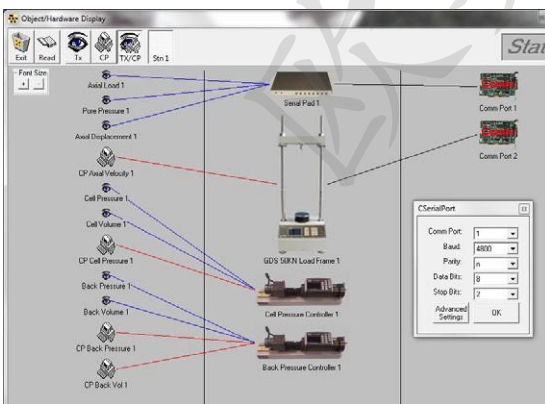 Object/Hardware Display
Exit Read Tx CP TX/CP Stn 1
Font Size
+ -
Axial Load 1
Pore Pressure 1
Axial Displacement 1
CP Axial Velocity 1
Cell Pressure 1
Cell Volume 1
CP Cell Pressure 1
Back Pressure 1
Back Volume 1
CP Back Pressure 1
CP Back Vol 1
Serial Pad 1
GDS 50KN Load Frame 1
Cell Pressure Controller 1
Back Pressure Controller 1
Comm Port 1
Comm Port 2
CSerialPort
Comm Port: 1
Baud: 4800
Parity: n
Data Bits: 8
Stop Bits: 2
Advanced Settings
OK